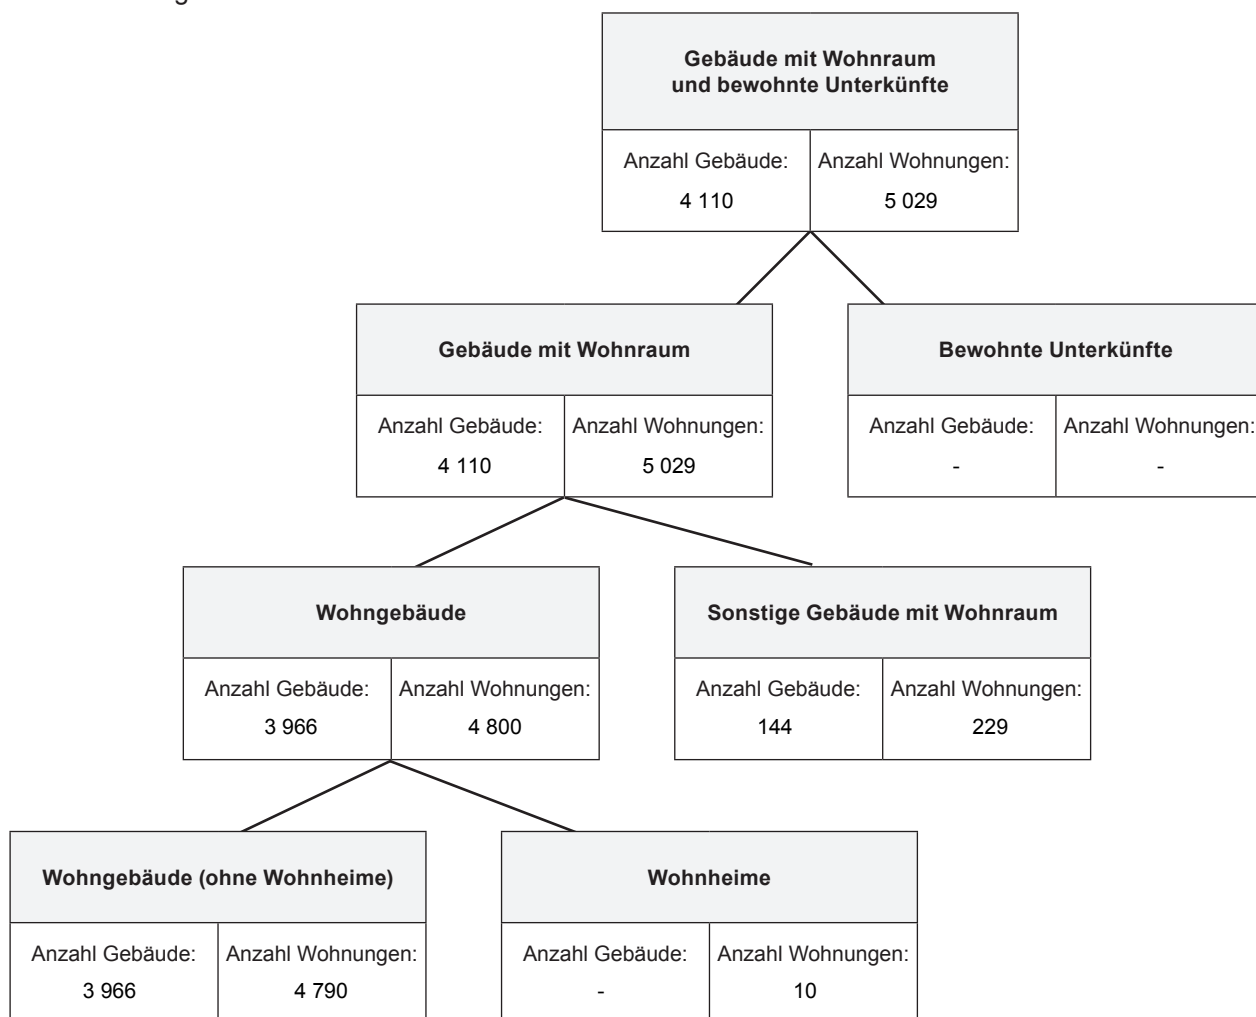 Gebäude mit Wohnraum
und bewohnte Unterkünfte
Anzahl Gebäude: Anzahl Wohnungen:
4 110 5 029
Gebäude mit Wohnraum
Anzahl Gebäude: Anzahl Wohnungen:
4 110 5 029
Bewohnte Unterkünfte
Anzahl Gebäude: Anzahl Wohnungen:
- -
Wohngebäude
Anzahl Gebäude: Anzahl Wohnungen:
3 966 4 800
Sonstige Gebäude mit Wohnraum
Anzahl Gebäude: Anzahl Wohnungen:
144 229
Wohngebäude (ohne Wohnheime)
Anzahl Gebäude: Anzahl Wohnungen:
3 966 4 790
Wohnheime
Anzahl Gebäude: Anzahl Wohnungen:
- 10